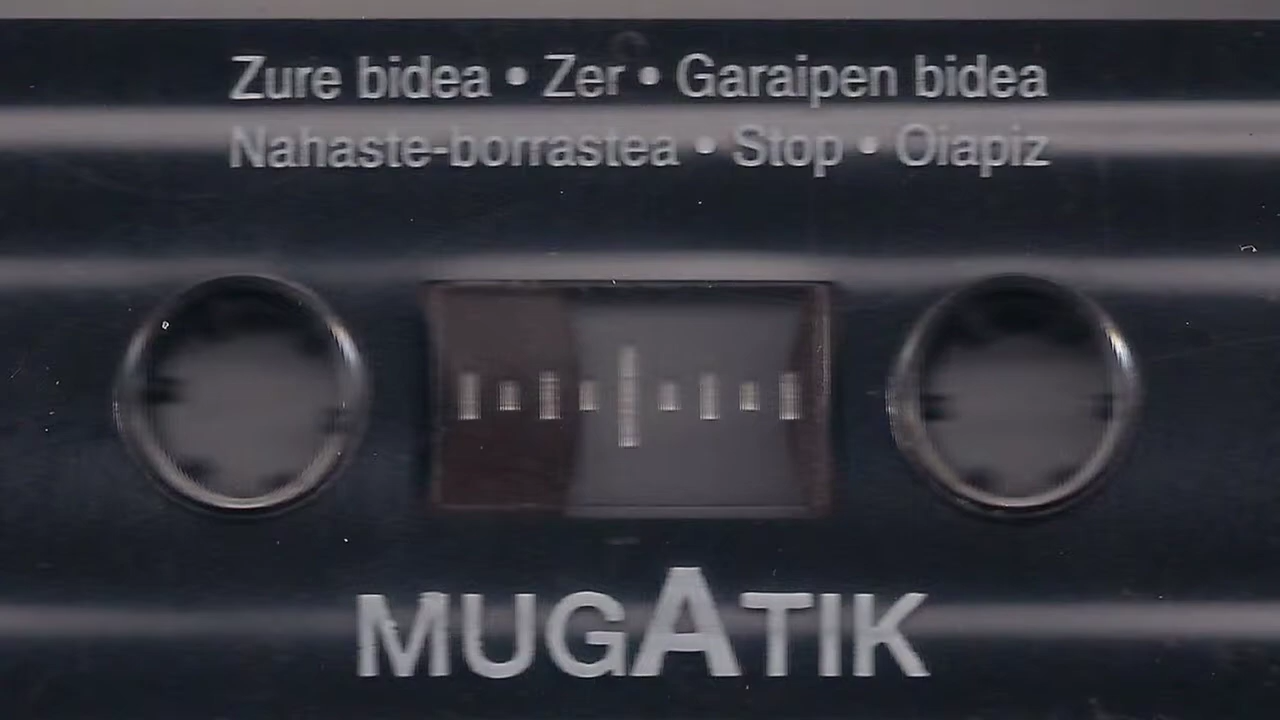 Zure bidea • Zer • Garaipen bidea
Nahaste-borrastea • Stop • Oiapiz
MUGATIK